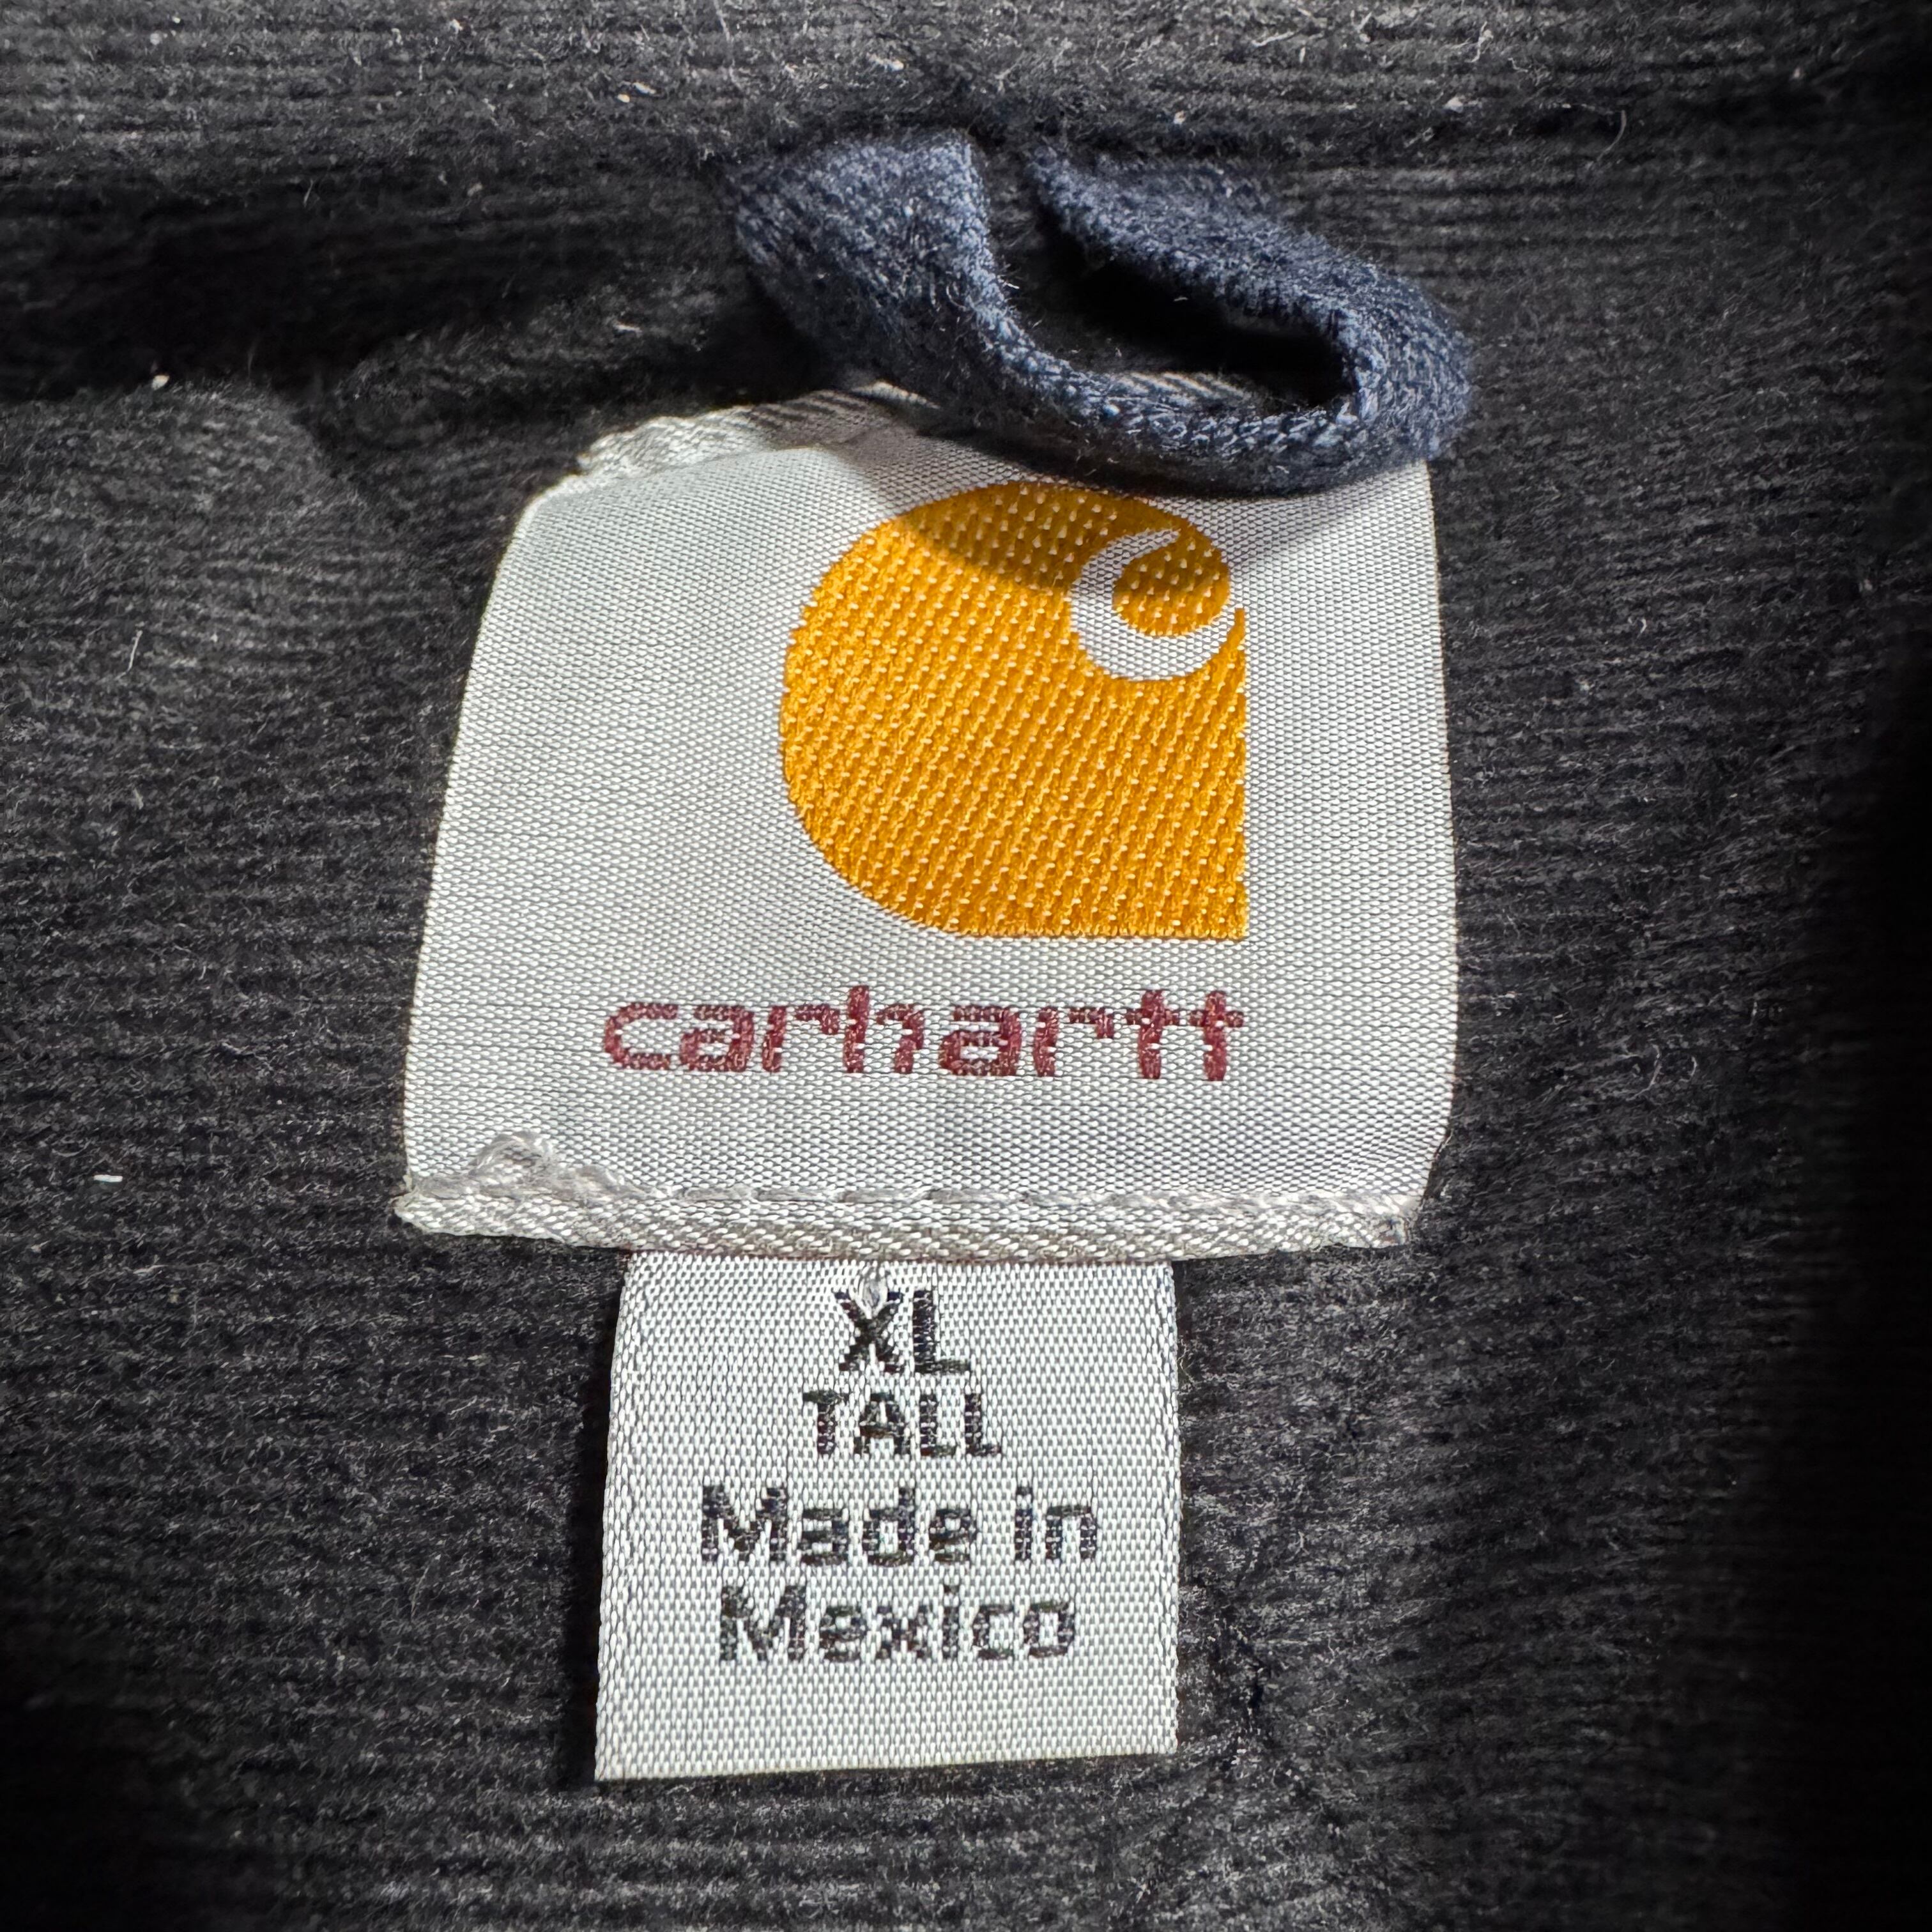 carhartt
XL
TALL
Made in
Mexico